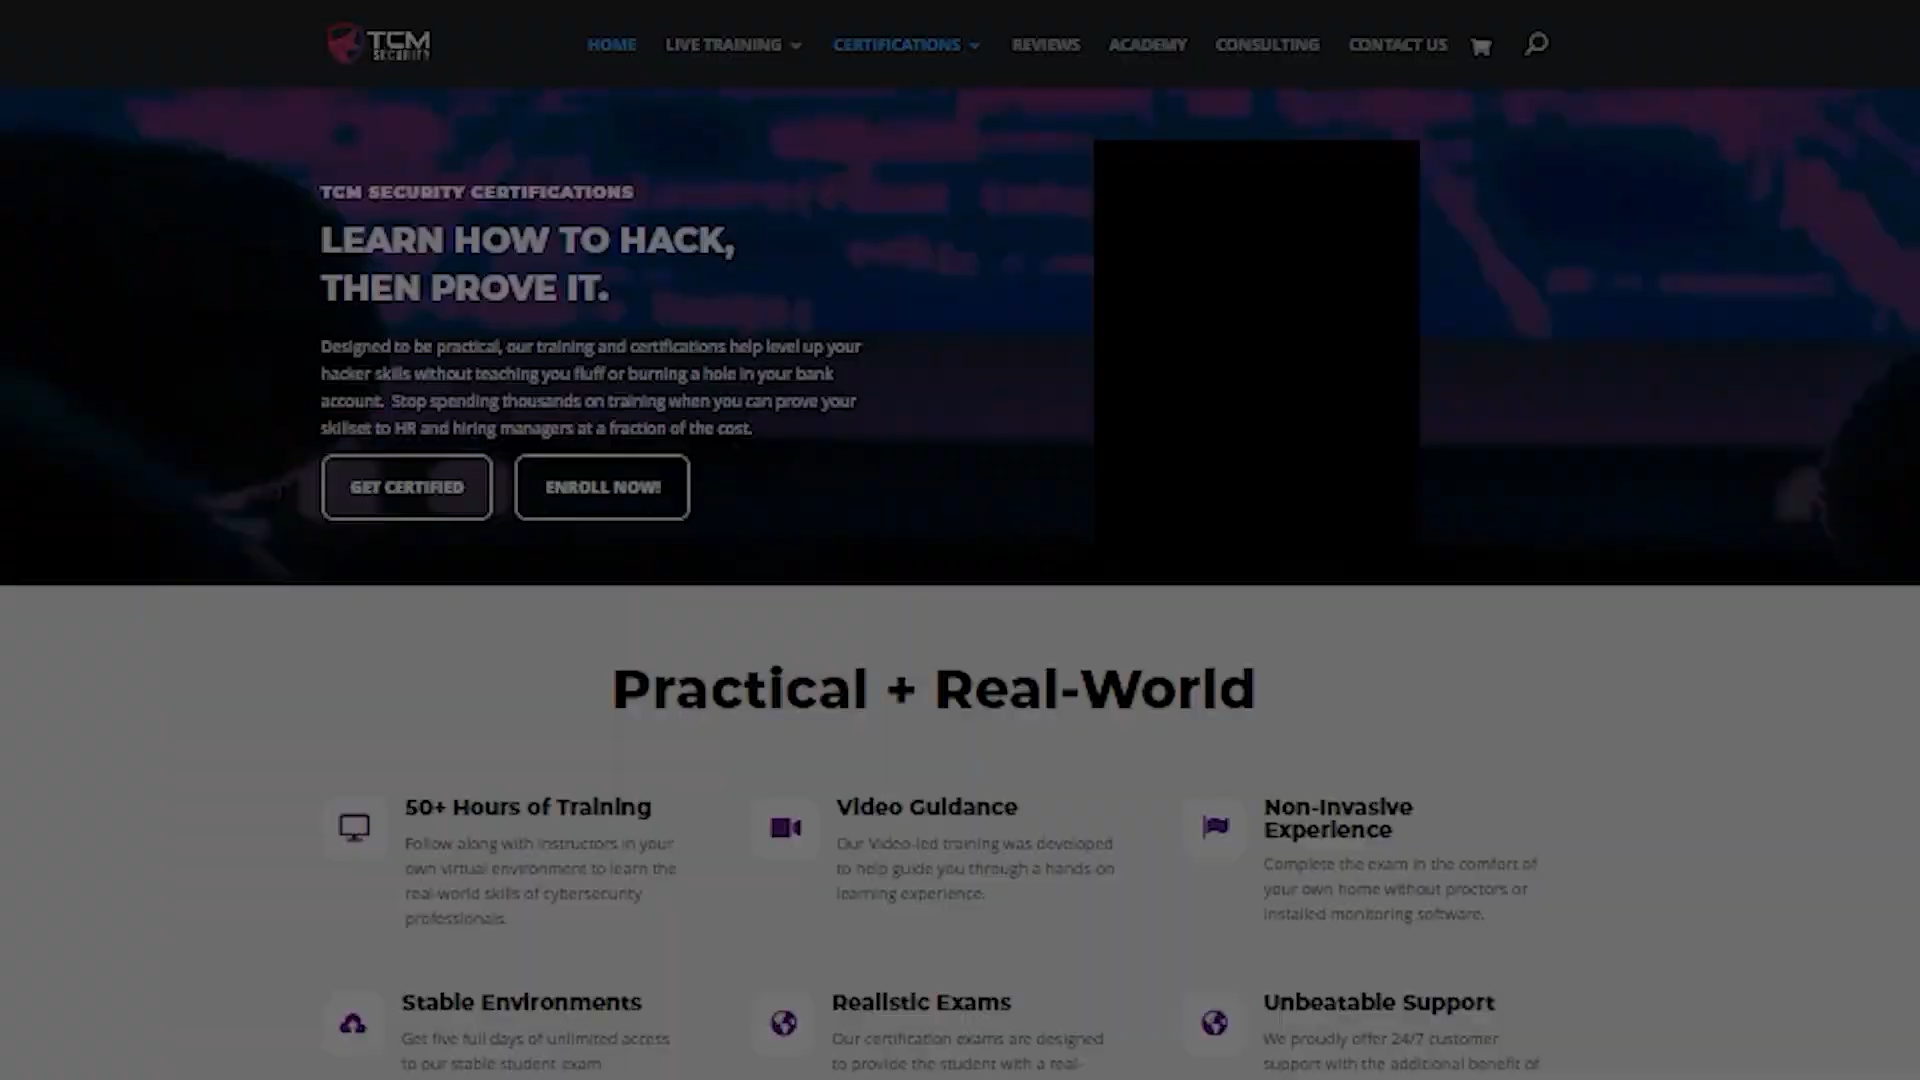 TCM
SECURITY
HOME
LIVE TRAINING
CERTIFICATIONS
REVIEWS
ACADEMY
CONSULTING
CONTACT US
TCM SECURITY CERTIFICATIONS
LEARN HOW TO HACK,
THEN PROVE IT.
Designed to be practical, our training and certifications help level up your
hacker skills without teaching you fluff or burning a hole in your bank
account. Stop spending thousands on training when you can prove your
skillset to HR and hiring managers at a fraction of the cost.
GET CERTIFIED
ENROLL NOW!
Practical + Real-World
50+ Hours of Training
Follow along with instructors in your
own virtual environment to learn the
real-world skills of cybersecurity
professionals.
Video Guidance
Our Video-led training was developed
to help guide you through a hands-on
learning experience.
Non-Invasive
Experience
Complete the exam in the comfort of
your own home without proctors or
installed monitoring software.
Stable Environments
Get five full days of unlimited access
to our stable student exam
Realistic Exams
Our certification exams are designed
to provide the student with a real-
Unbeatable Support
We proudly offer 24/7 customer
support with the additional benefit of